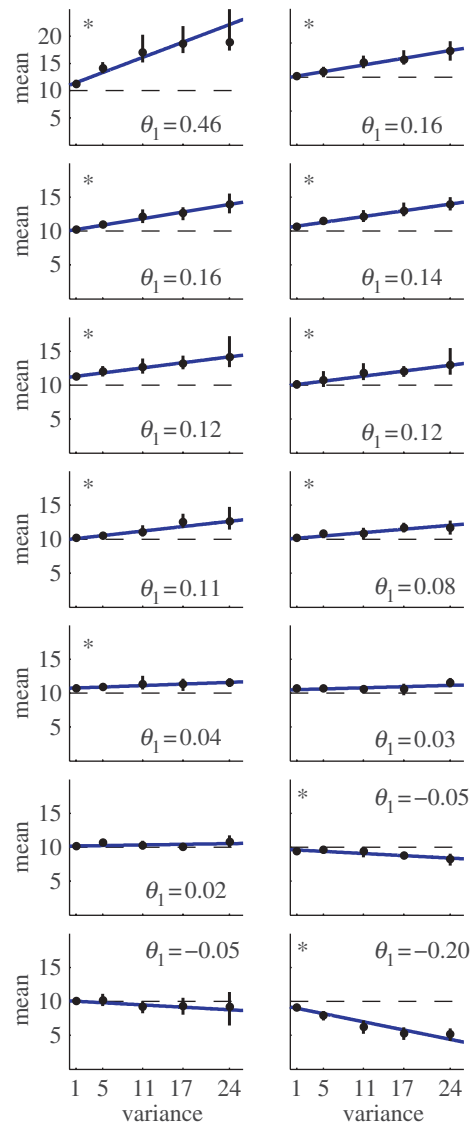 mean 20 15 10 5 * θ₁=0.46
* θ₁=0.16
mean 15 10 5 * θ₁=0.16
* θ₁=0.14
mean 15 10 5 * θ₁=0.12
* θ₁=0.12
mean 15 10 5 * θ₁=0.11
* θ₁=0.08
mean 15 10 5 * θ₁=0.04
θ₁=0.03
mean 15 10 5 θ₁=0.02
* θ₁=−0.05
mean 15 10 5 θ₁=−0.05
* θ₁=−0.20
1 5 11 17 24
1 5 11 17 24
variance
variance